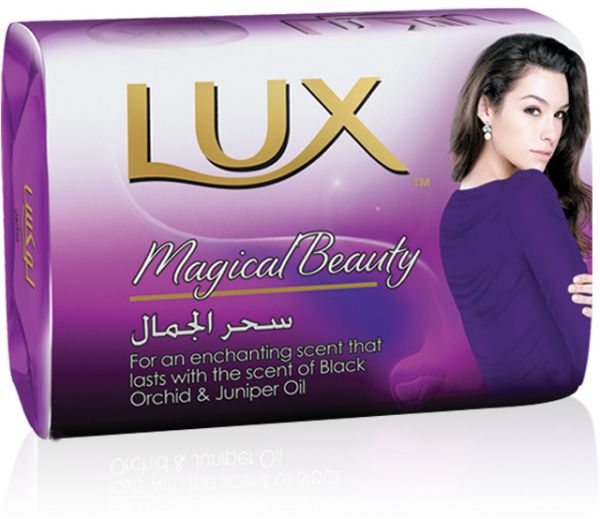 LUX
TM
Magical Beauty
سحر الجمال
For an enchanting scent that
lasts with the scent of Black
Orchid & Juniper Oil
لوكس